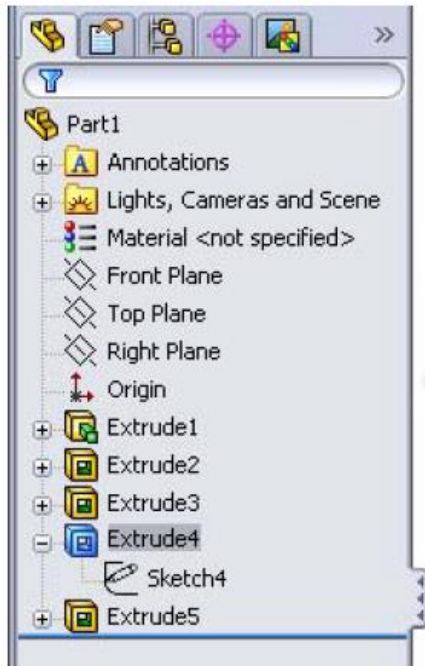 Part1
Annotations
Lights, Cameras and Scene
Material <not specified>
Front Plane
Top Plane
Right Plane
Origin
Extrude1
Extrude2
Extrude3
Extrude4
Sketch4
Extrude5